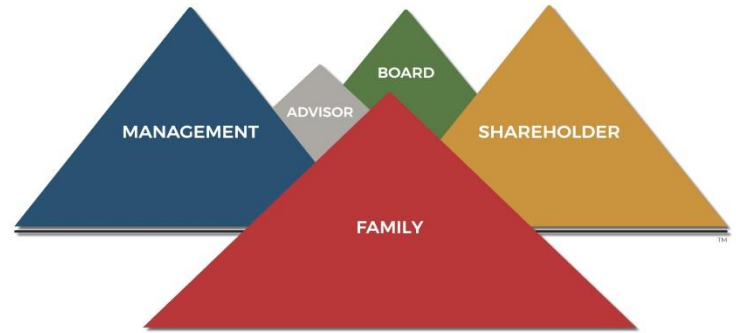 BOARD
ADVISOR
MANAGEMENT
SHAREHOLDER
FAMILY
TM